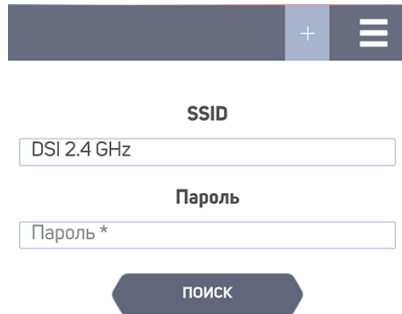 +
SSID
DSI 2.4 GHz
Пароль
Пароль *
ПОИСК